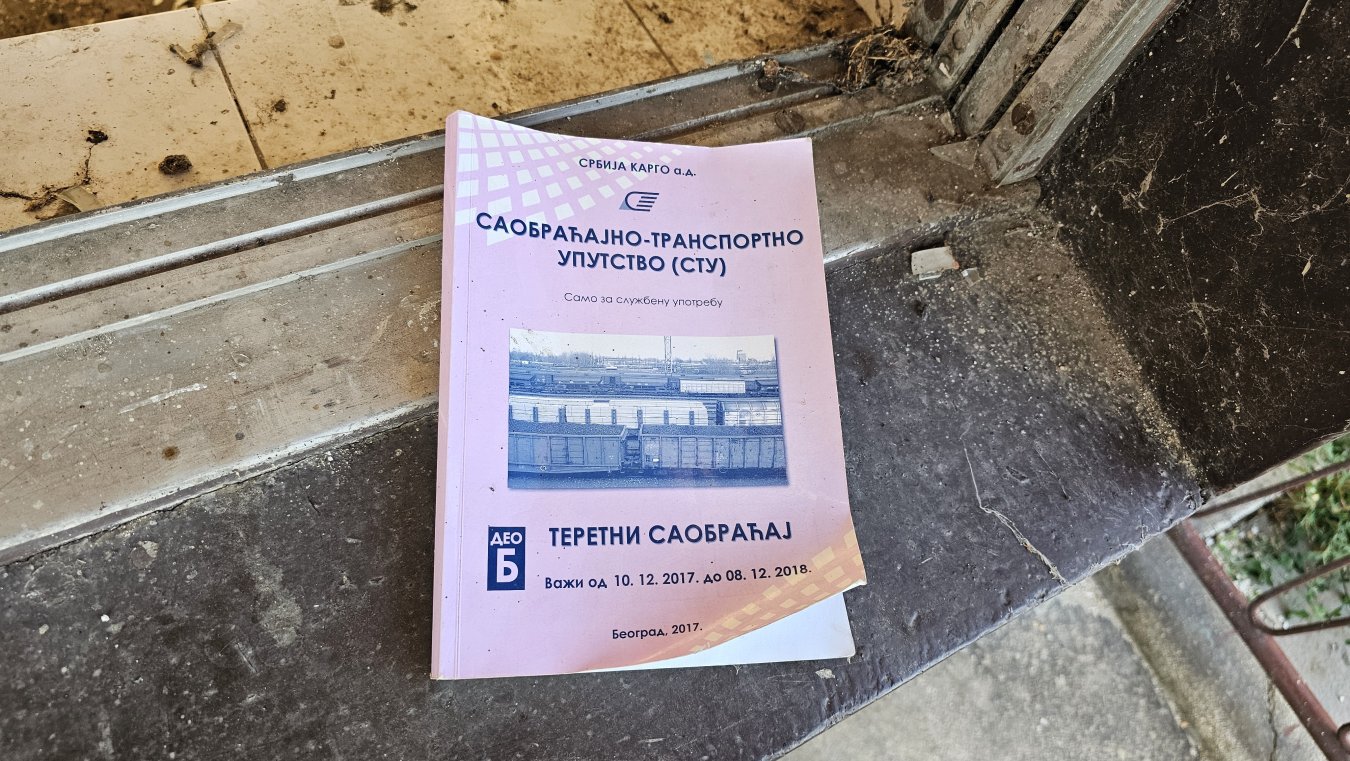 СРБИЈА КАРГО а.д.
САОБРАЋАЈНО-ТРАНСПОРТНО
УПУТСТВО (СТУ)
Само за службену употребу
ДЕО
Б
ТЕРЕТНИ САОБРАЋАЈ
Важи од 10. 12. 2017. до 08. 12. 2018.
Београд, 2017.